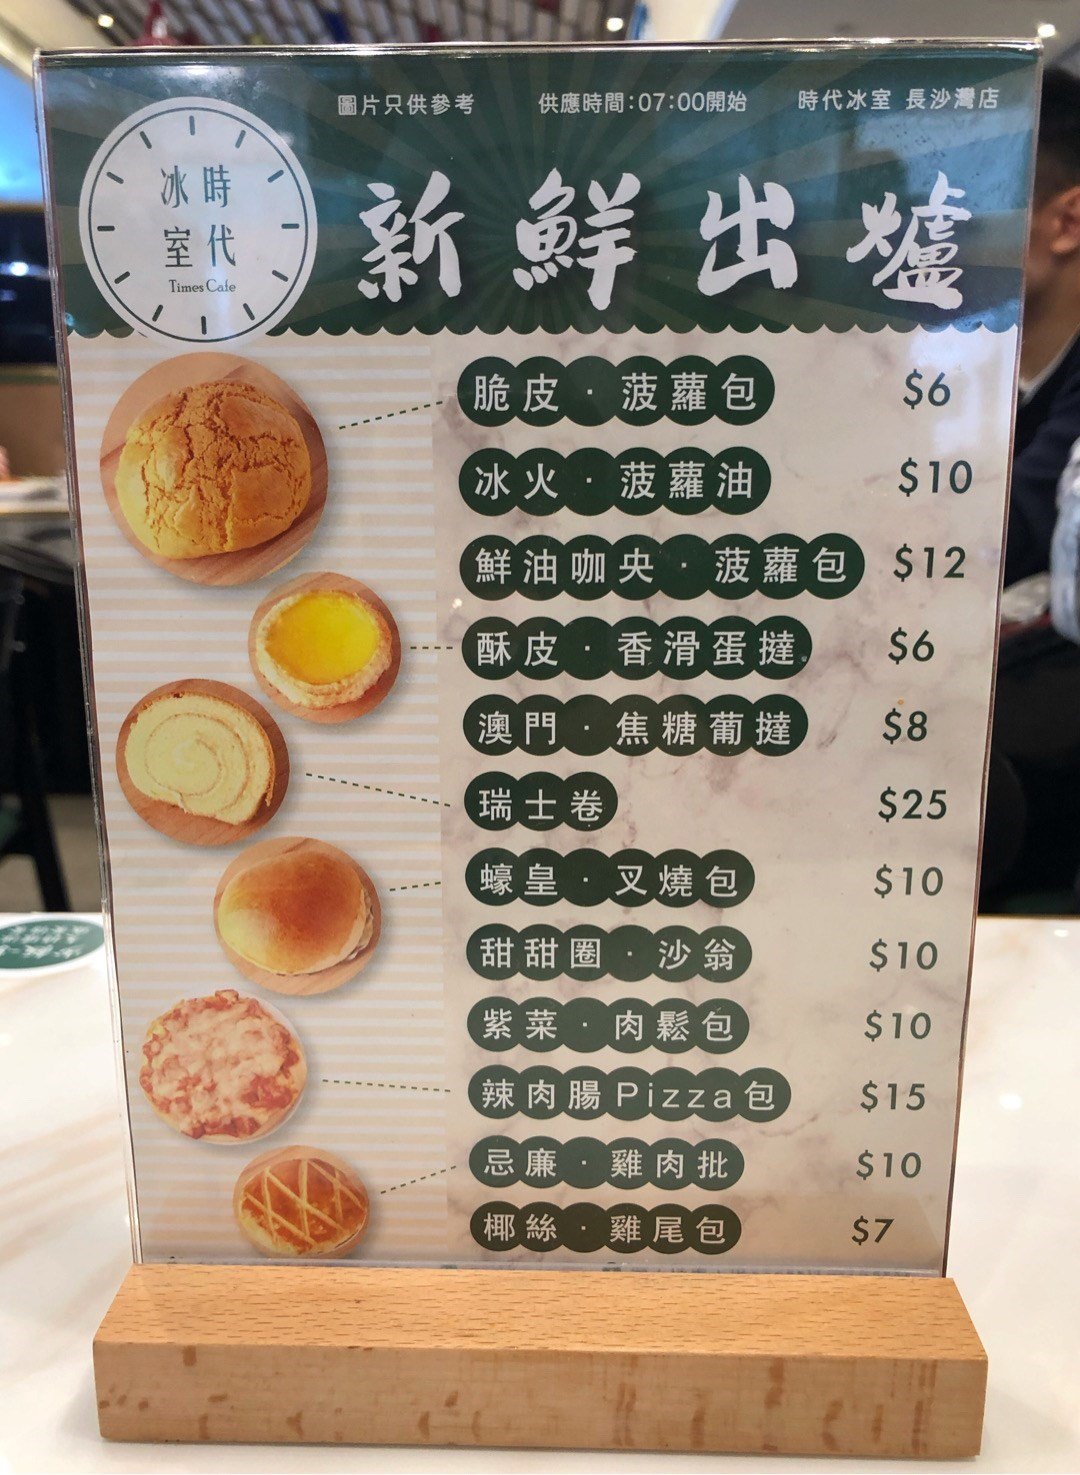 圖片只供參考 供應時間:07:00開始 時代冰室 長沙灣店
時代
冰室
Times Cafe
新鮮出爐
脆皮·菠蘿包 $6
冰火·菠蘿油 $10
鮮油咖央·菠蘿包 $12
酥皮·香滑蛋撻 $6
澳門·焦糖葡撻 $8
瑞士卷 $25
蠔皇·叉燒包 $10
甜甜圈·沙翁 $10
紫菜·肉鬆包 $10
辣肉腸Pizza包 $15
忌廉·雞肉批 $10
椰絲·雞尾包 $7